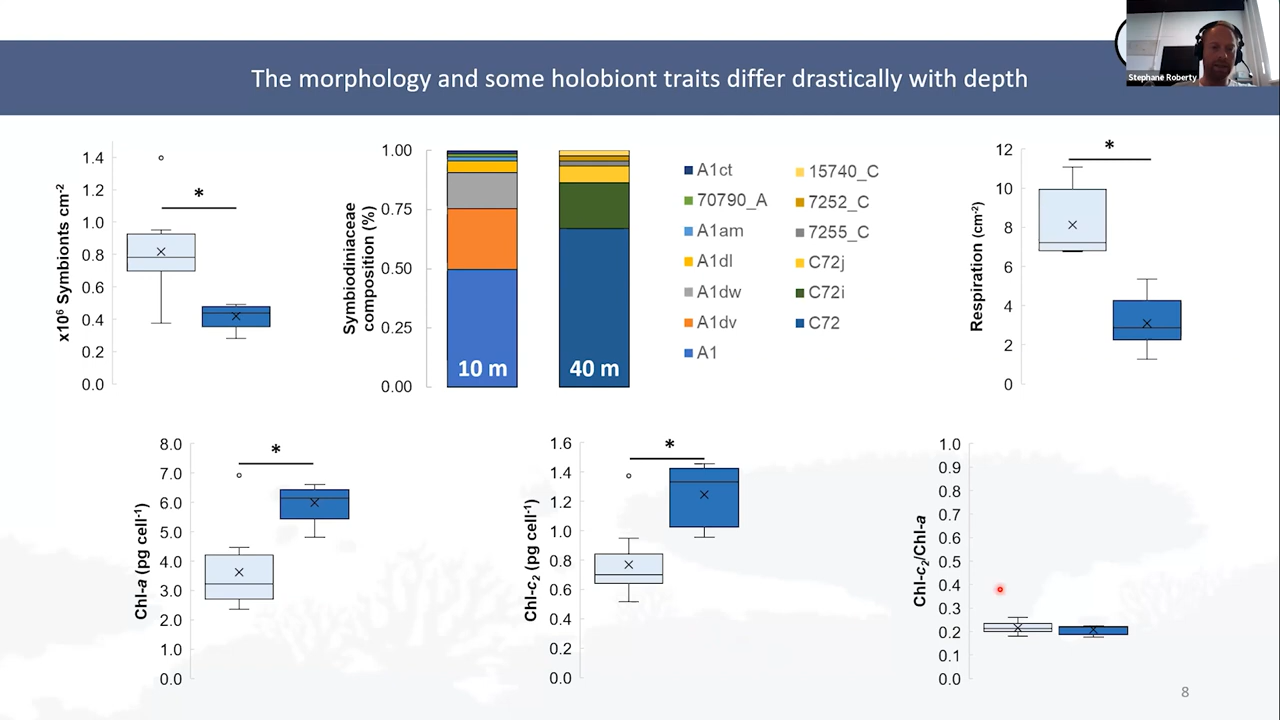 The morphology and some holobiont traits differ drastically with depth
Stephane Roberty
x10⁶ Symbionts cm⁻²
1.4
1.2
1.0
0.8
0.6
0.4
0.2
0.0
*
Symbiodiniaceae
composition (%)
1.00
0.75
0.50
0.25
0.00
10 m
40 m
A1ct
70790_A
A1am
A1dl
A1dw
A1dv
A1
15740_C
7252_C
7255_C
C72j
C72i
C72
Respiration (cm⁻²)
12
10
8
6
4
2
0
*
Chl-a (pg cell⁻¹)
8.0
7.0
6.0
5.0
4.0
3.0
2.0
1.0
0.0
*
Chl-c₂ (pg cell⁻¹)
1.6
1.4
1.2
1.0
0.8
0.6
0.4
0.2
0.0
*
Chl-c₂/Chl-a
1.0
0.9
0.8
0.7
0.6
0.5
0.4
0.3
0.2
0.1
0.0
8